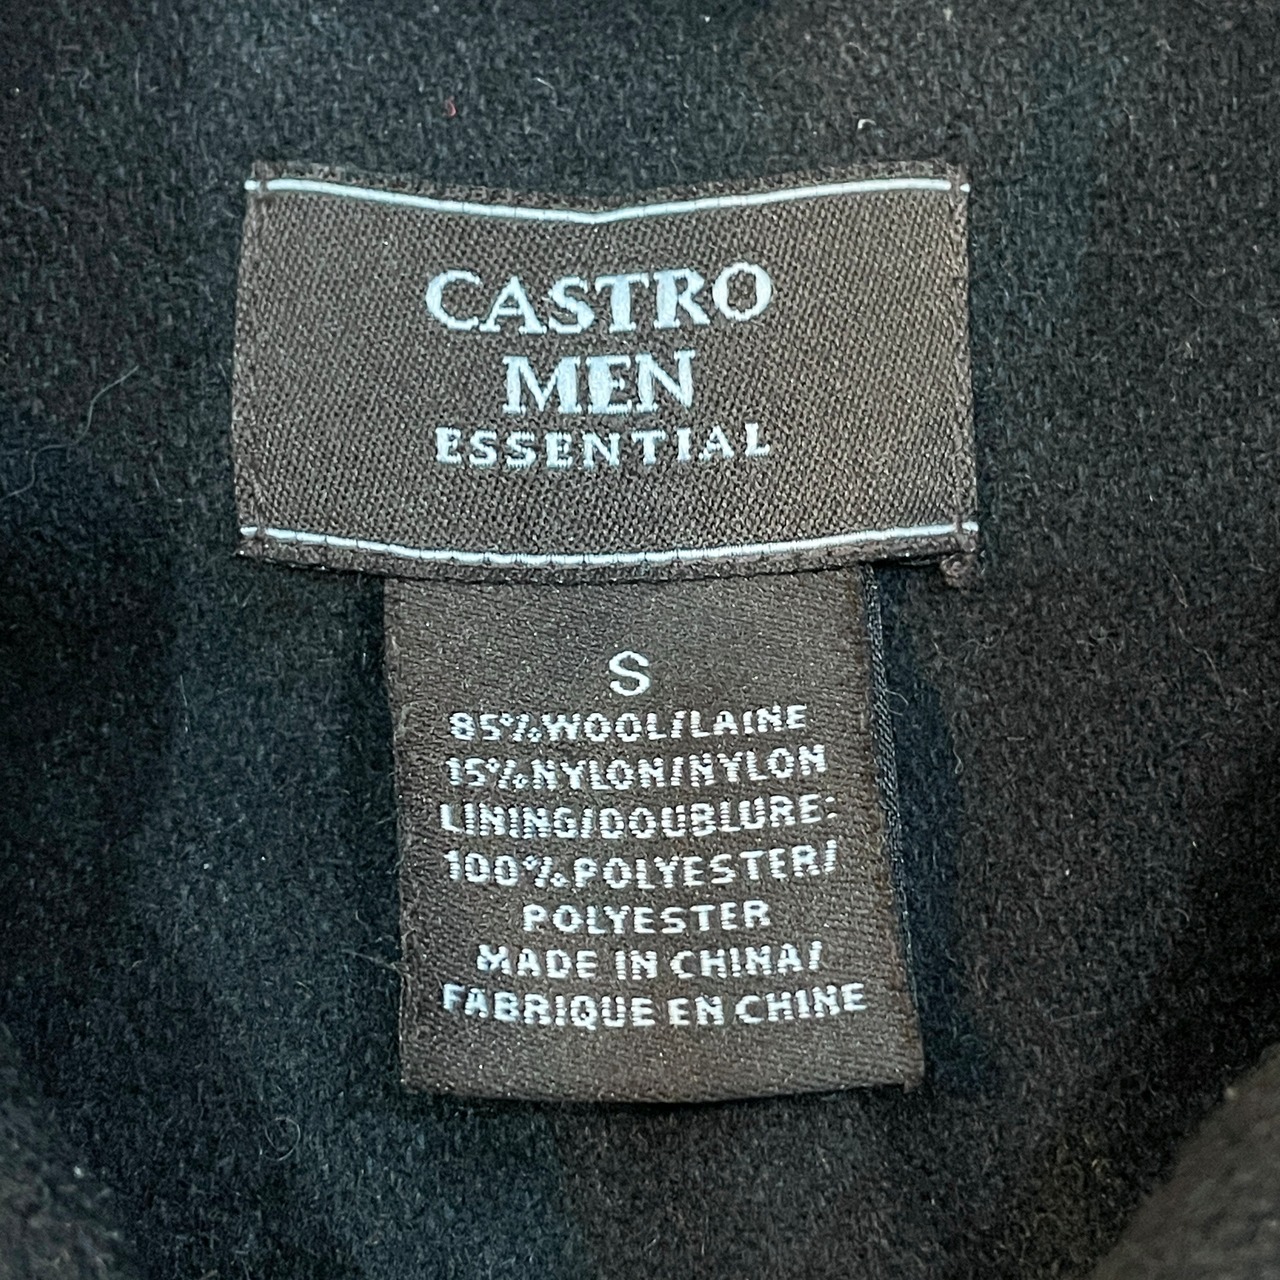 CASTRO
MEN
ESSENTIAL
S
85%WOOL/LAINE
15%NYLON/NYLON
LINING/DOUBLURE:
100%POLYESTER/
POLYESTER
MADE IN CHINA/
FABRIQUE EN CHINE